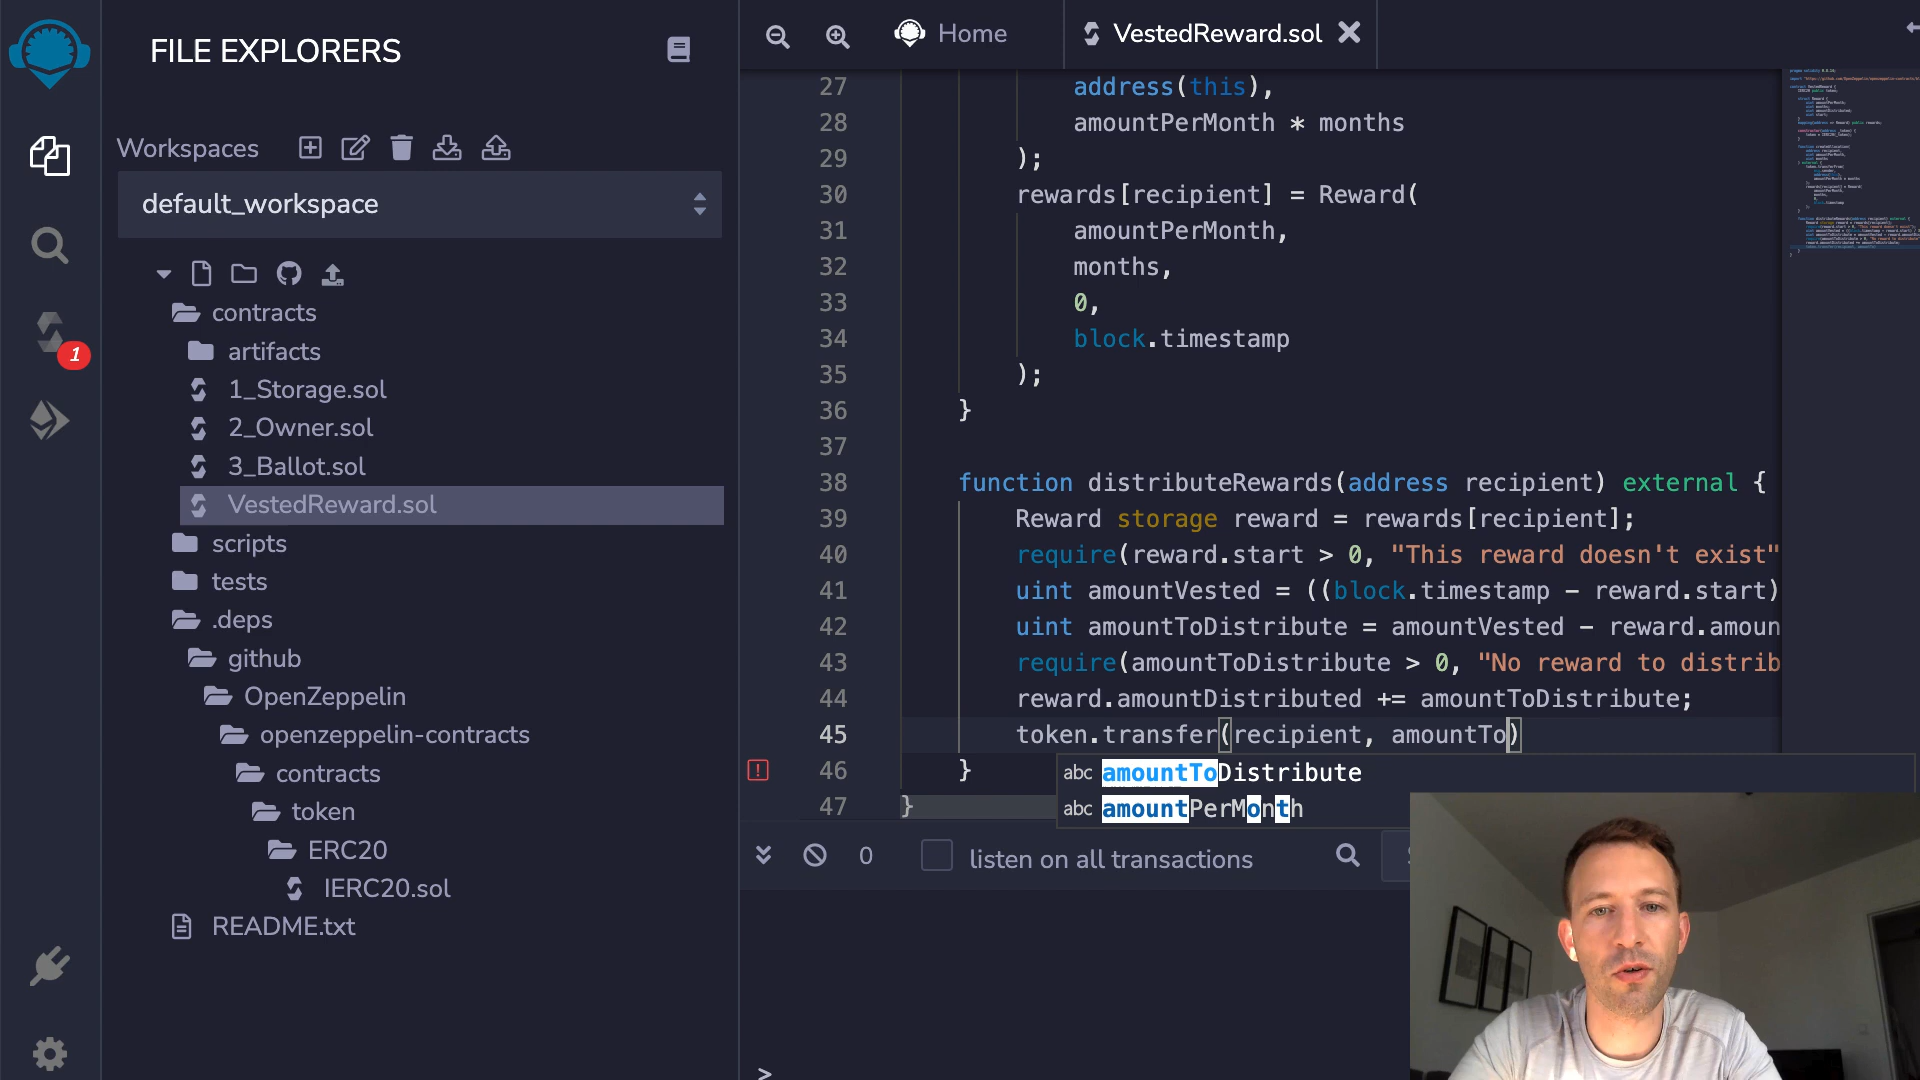 FILE EXPLORERS
Workspaces
default_workspace
contracts
artifacts
1_Storage.sol
2_Owner.sol
3_Ballot.sol
VestedReward.sol
scripts
tests
.deps
github
OpenZeppelin
openzeppelin-contracts
contracts
token
ERC20
IERC20.sol
README.txt
1
Home
VestedReward.sol
27 address(this),
28 amountPerMonth * months
29 );
30 rewards[recipient] = Reward(
31 amountPerMonth,
32 months,
33 0,
34 block.timestamp
35 );
36 }
37
38 function distributeRewards(address recipient) external {
39 Reward storage reward = rewards[recipient];
40 require(reward.start > 0, "This reward doesn't exist"
41 uint amountVested = ((block.timestamp - reward.start)
42 uint amountToDistribute = amountVested - reward.amoun
43 require(amountToDistribute > 0, "No reward to distrib
44 reward.amountDistributed += amountToDistribute;
45 token.transfer(recipient, amountTo)
46 }
47 }
abc amountToDistribute
abc amountPerMonth
0 listen on all transactions
>